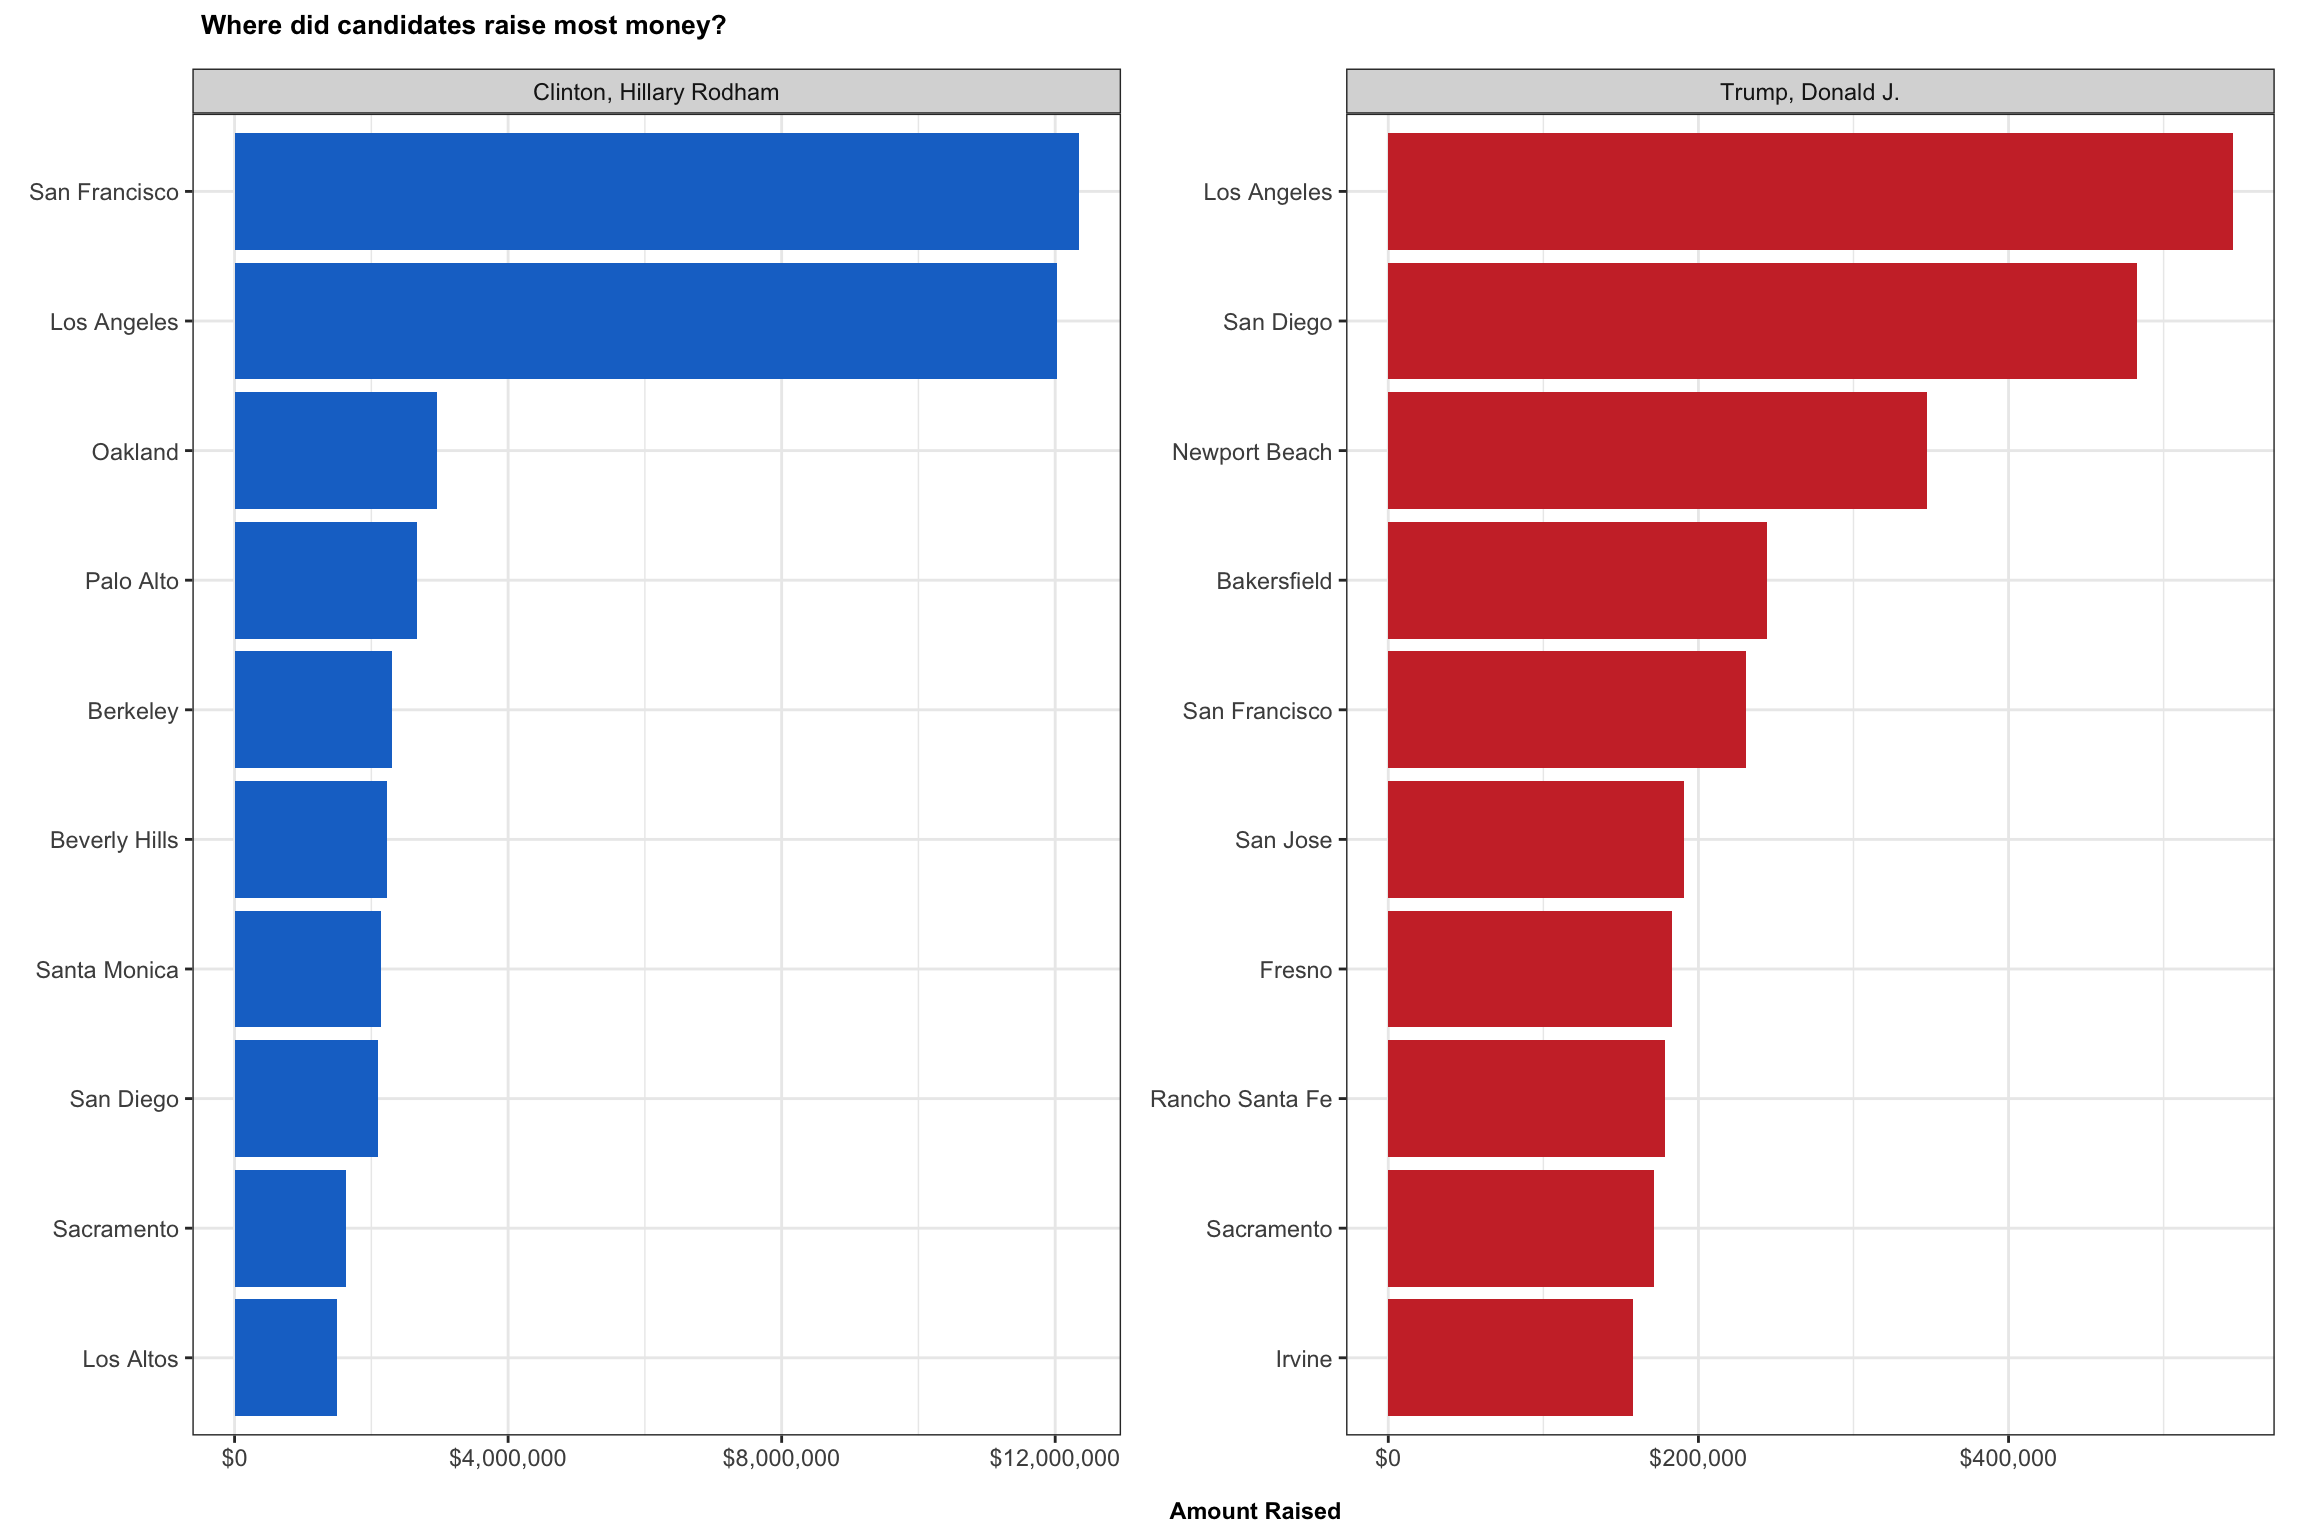 Where did candidates raise most money?
Clinton, Hillary Rodham
San Francisco
Los Angeles
Oakland
Palo Alto
Berkeley
Beverly Hills
Santa Monica
San Diego
Sacramento
Los Altos
$0 $4,000,000 $8,000,000 $12,000,000
Trump, Donald J.
Los Angeles
San Diego
Newport Beach
Bakersfield
San Francisco
San Jose
Fresno
Rancho Santa Fe
Sacramento
Irvine
$0 $200,000 $400,000
Amount Raised